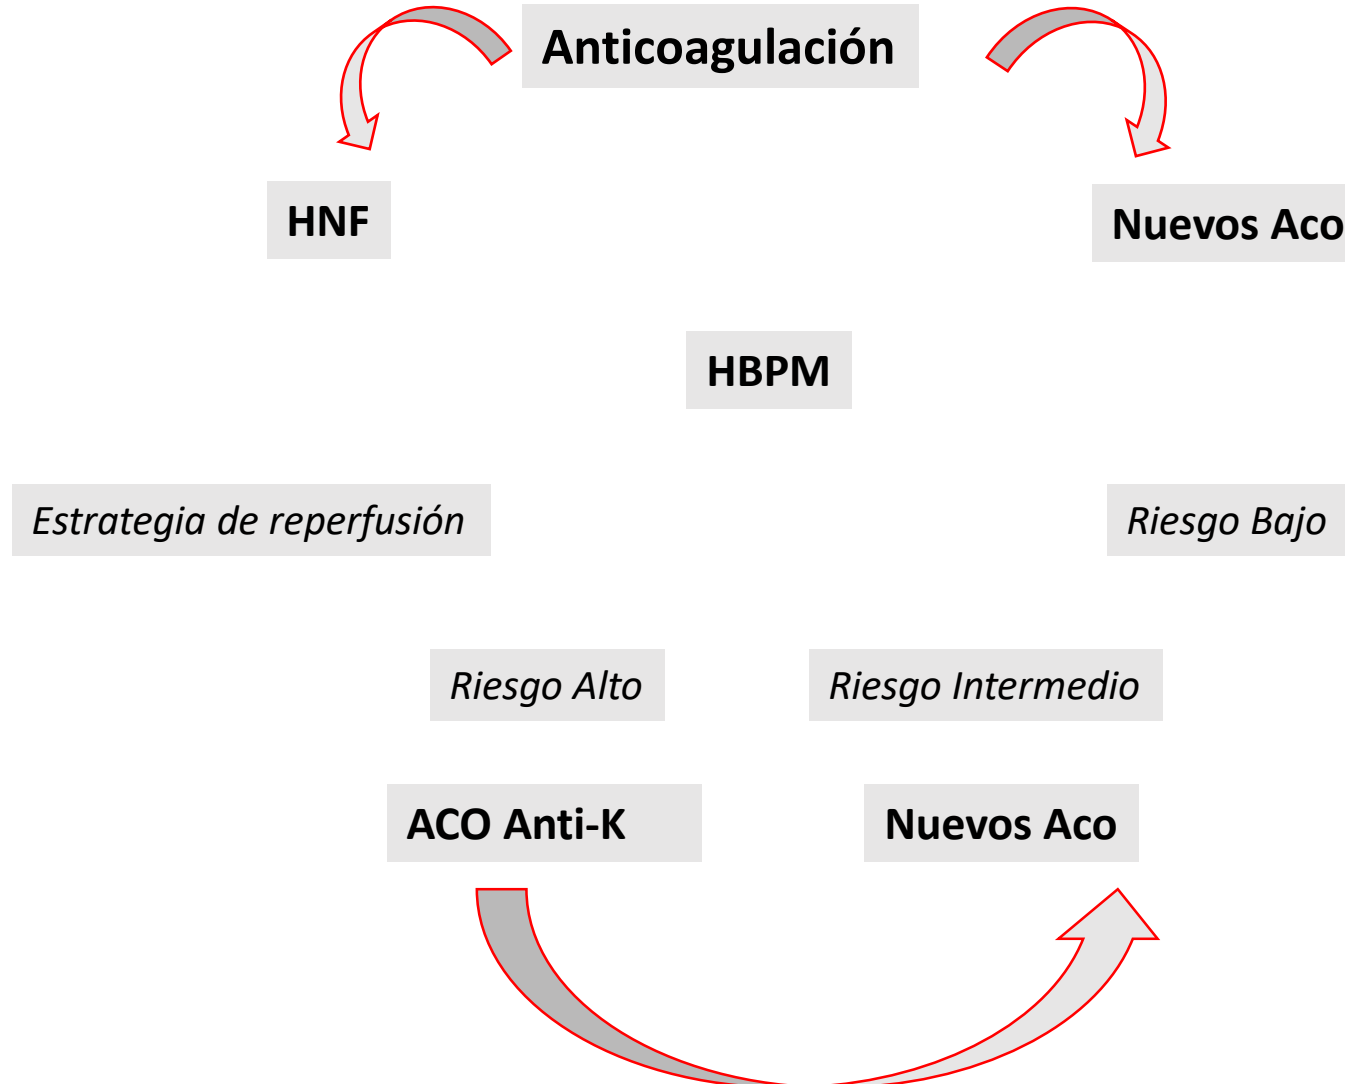 Anticoagulación
HNF
Nuevos Aco
HBPM
Estrategia de reperfusión
Riesgo Bajo
Riesgo Alto
Riesgo Intermedio
ACO Anti-K
Nuevos Aco